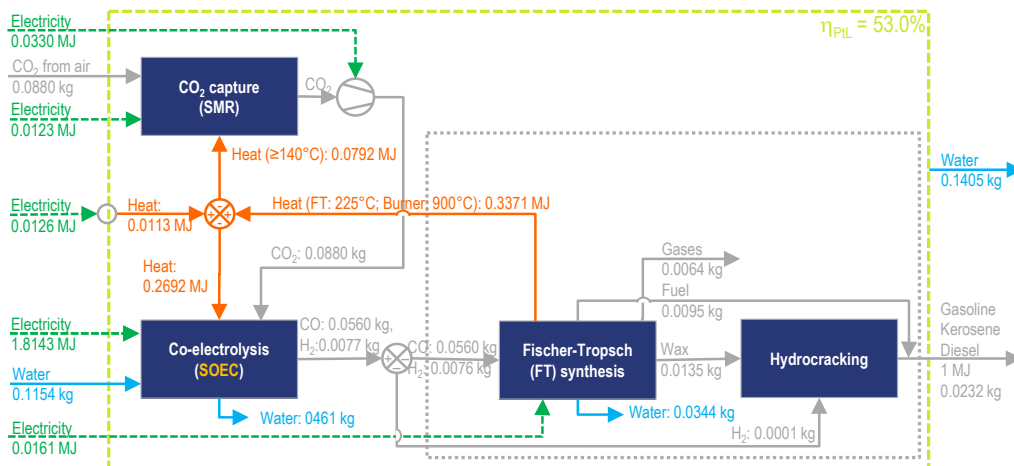 Electricity
0.0330 MJ
η PtL = 53.0%
CO₂ from air
0.0880 kg
CO₂ capture
(SMR)
CO₂
Electricity
0.0123 MJ
Heat (≥140°C): 0.0792 MJ
Water
0.1405 kg
Electricity
0.0126 MJ
Heat:
0.0113 MJ
Heat (FT: 225°C; Burner: 900°C): 0.3371 MJ
CO₂: 0.0880 kg
Heat:
0.2692 MJ
Gases
0.0064 kg
Fuel
0.0095 kg
Electricity
1.8143 MJ
Co-electrolysis
(SOEC)
CO: 0.0560 kg,
H₂:0.0077 kg
CO: 0.0560 kg
H₂: 0.0076 kg
Fischer-Tropsch
(FT) synthesis
Wax
0.0135 kg
Hydrocracking
Gasoline
Kerosene
Diesel
1 MJ
0.0232 kg
Water
0.1154 kg
Water: 0461 kg
Water: 0.0344 kg
H₂: 0.0001 kg
Electricity
0.0161 MJ